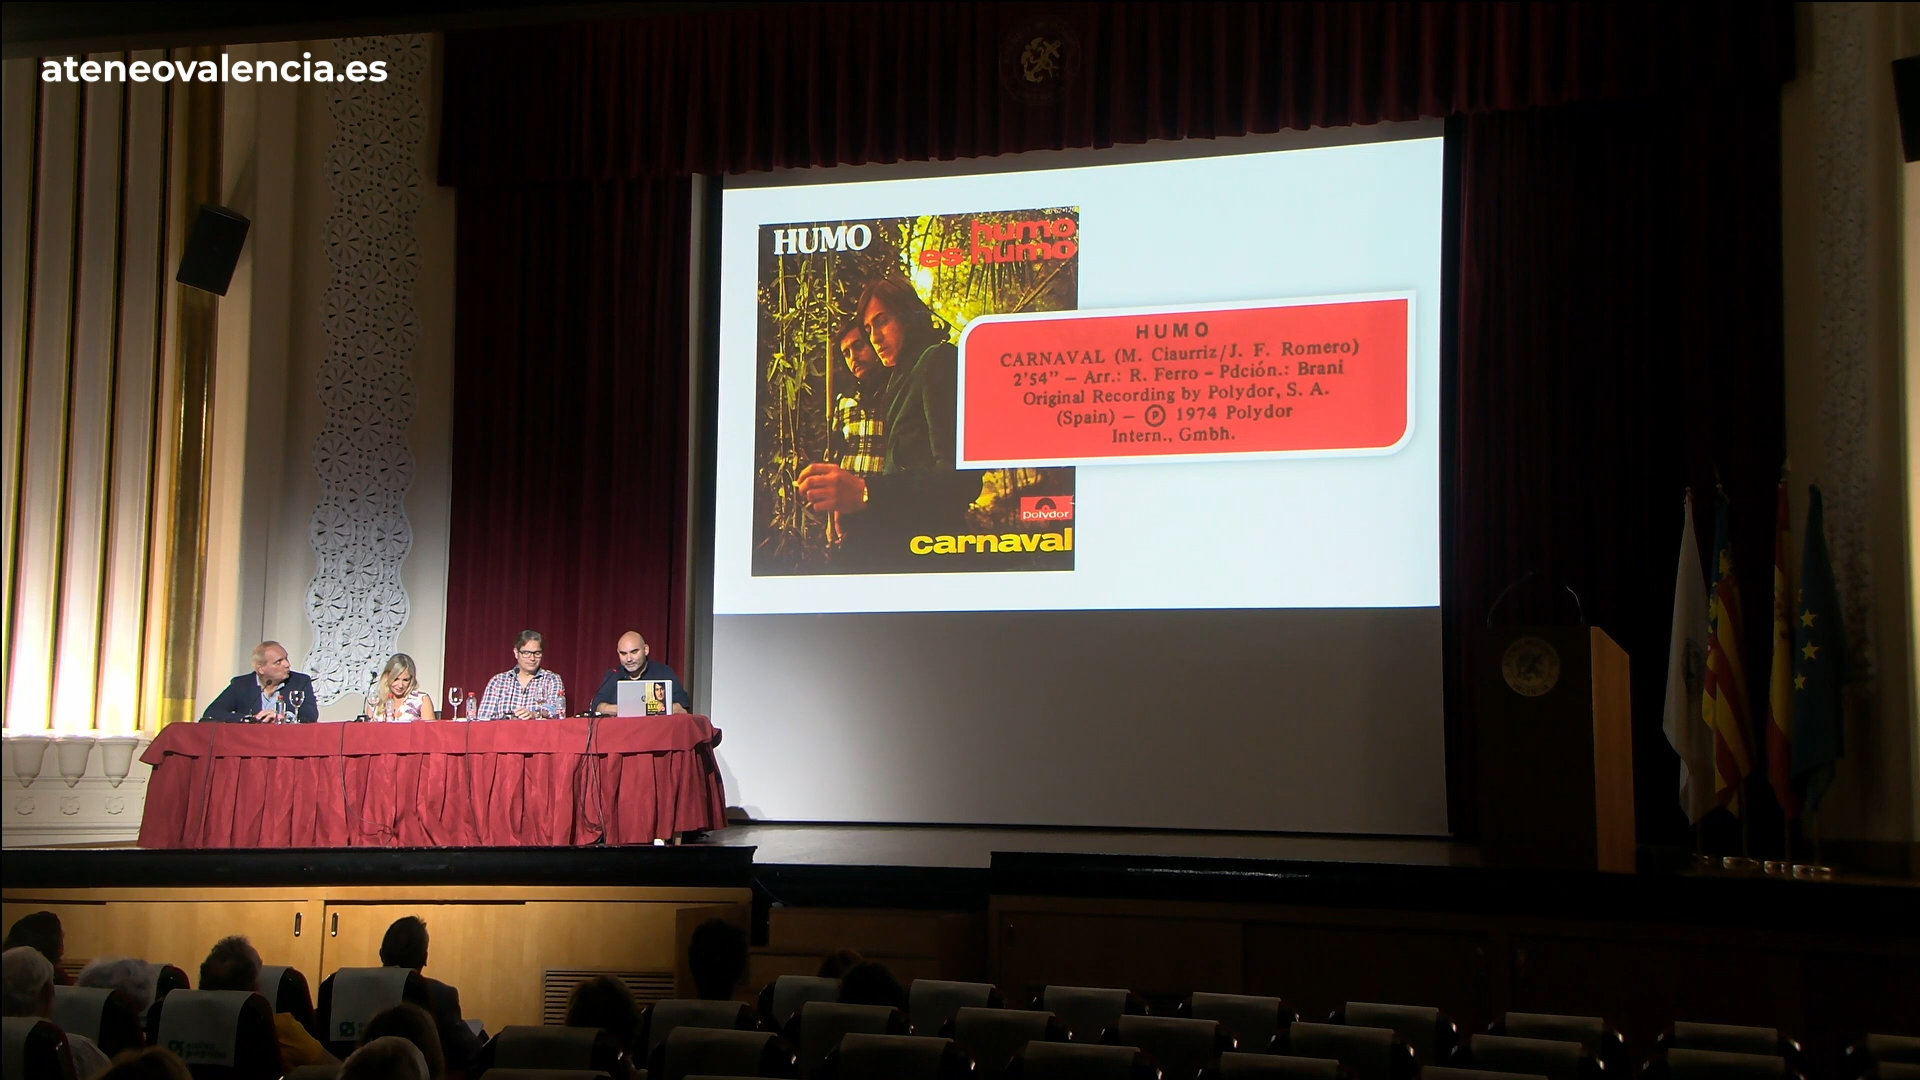 ateneovalencia.es
HUMO
humo
es humo
HUMO
CARNAVAL (M. Ciaurriz/J. F. Romero)
2'54" — Arr.: R. Ferro - Pdción.: Brani
Original Recording by Polydor, S. A.
(Spain) — Ⓟ 1974 Polydor
Intern., Gmbh.
polydor
carnaval